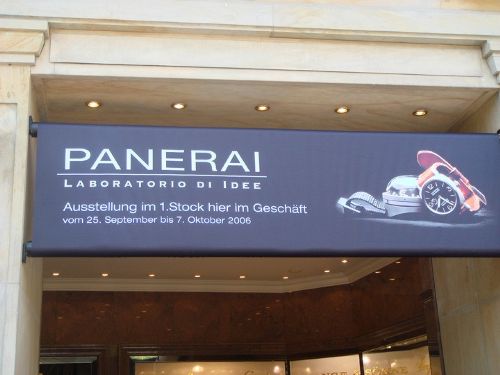 PANERAI
LABORATORIO DI IDEE
Ausstellung im 1.Stock hier im Geschäft
vom 25. September bis 7. Oktober 2006